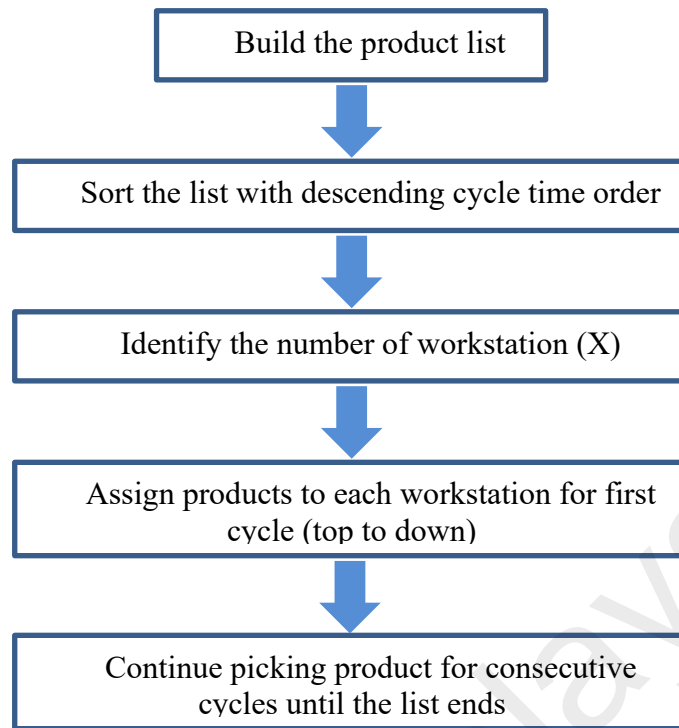 Build the product list
Sort the list with descending cycle time order
Identify the number of workstation (X)
Assign products to each workstation for first
cycle (top to down)
Continue picking product for consecutive
cycles until the list ends